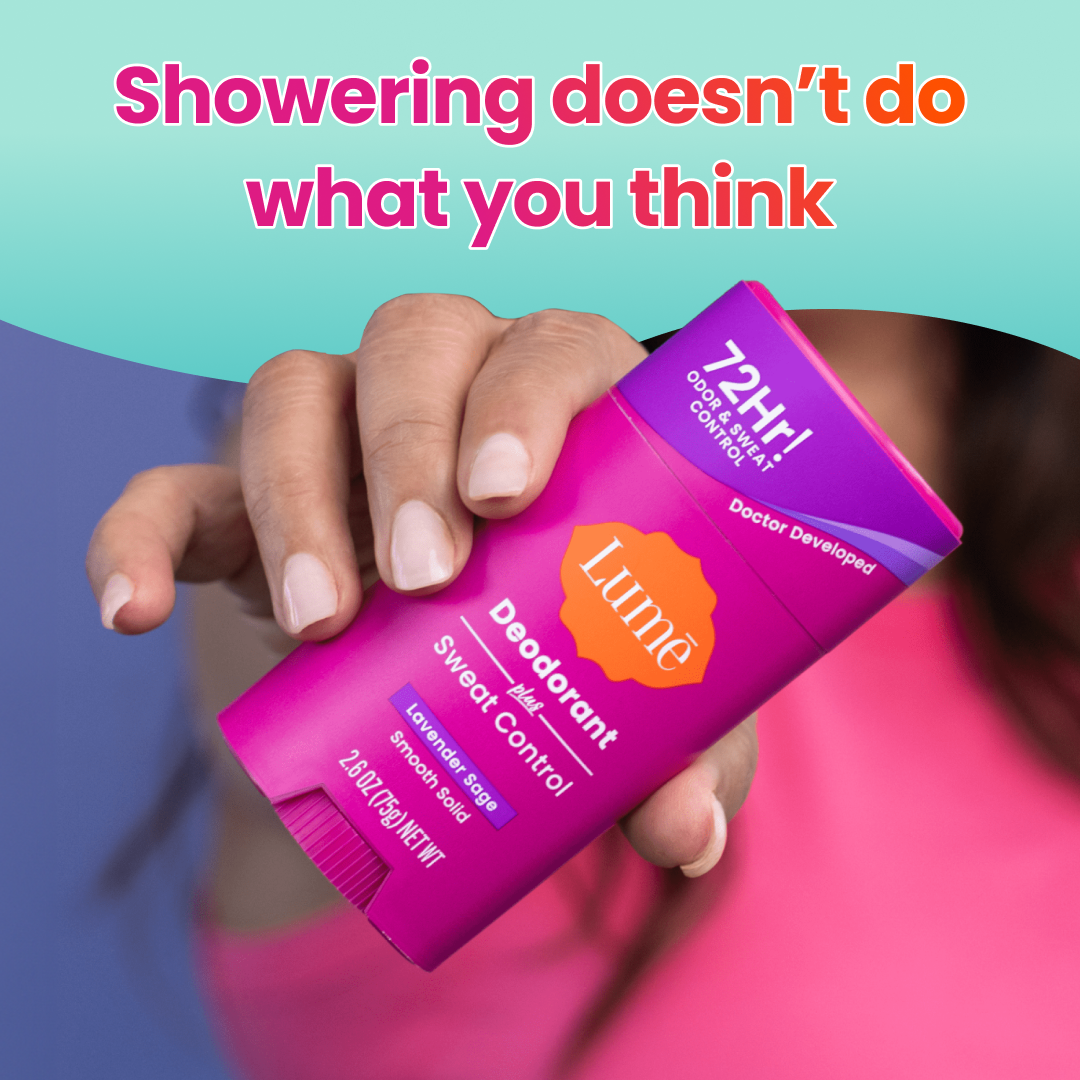 Showering doesn’t do
what you think
72Hr!
ODOR & SWEAT
CONTROL
Doctor Developed
Lumē
Deodorant
plus
Sweat Control
Lavender Sage
Smooth Solid
2.6 OZ (75g) NET WT